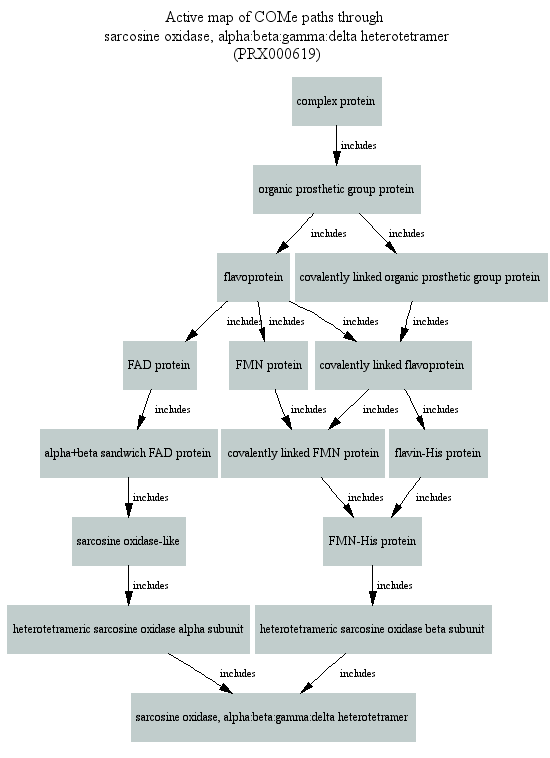 Active map of COMe paths through
sarcosine oxidase, alpha:beta:gamma:delta heterotetramer
(PRX000619)
complex protein
includes
organic prosthetic group protein
includes
includes
flavoprotein
covalently linked organic prosthetic group protein
includes
includes
includes
includes
FAD protein
FMN protein
covalently linked flavoprotein
includes
includes
includes
includes
alpha+beta sandwich FAD protein
covalently linked FMN protein
flavin-His protein
includes
includes
includes
sarcosine oxidase-like
FMN-His protein
includes
includes
heterotetrameric sarcosine oxidase alpha subunit
heterotetrameric sarcosine oxidase beta subunit
includes
includes
sarcosine oxidase, alpha:beta:gamma:delta heterotetramer